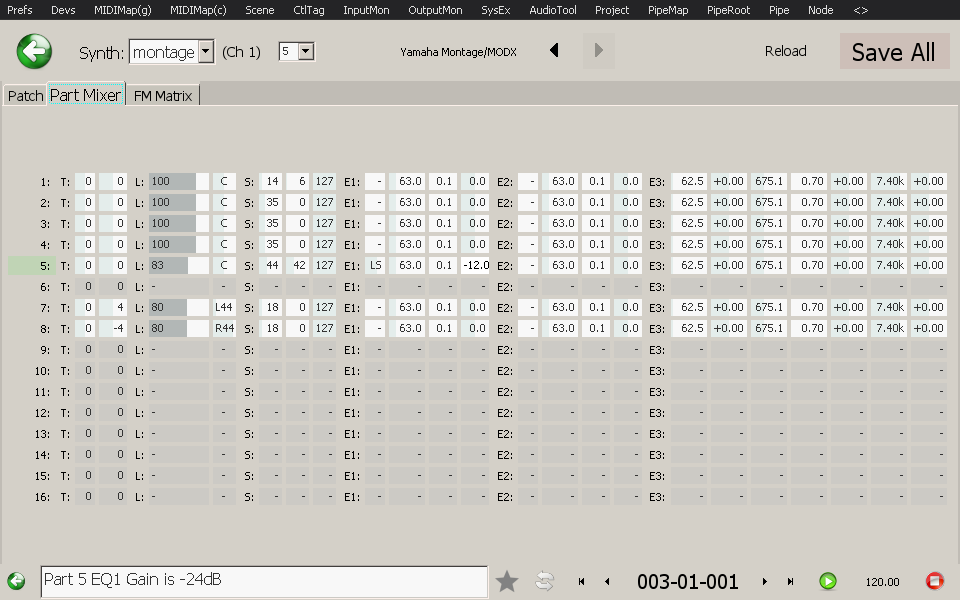 Prefs Devs MIDIMap(g) MIDIMap(c) Scene CtlTag InputMon OutputMon SysEx AudioTool Project PipeMap PipeRoot Pipe Node <>
Synth: montage (Ch 1) 5 Yamaha Montage/MODX Reload Save All
Patch Part Mixer FM Matrix
1: T: 0 0 L: 100 C S: 14 6 127 E1: - 63.0 0.1 0.0 E2: - 63.0 0.1 0.0 E3: 62.5 +0.00 675.1 0.70 +0.00 7.40k +0.00
2: T: 0 0 L: 100 C S: 35 0 127 E1: - 63.0 0.1 0.0 E2: - 63.0 0.1 0.0 E3: 62.5 +0.00 675.1 0.70 +0.00 7.40k +0.00
3: T: 0 0 L: 100 C S: 35 0 127 E1: - 63.0 0.1 0.0 E2: - 63.0 0.1 0.0 E3: 62.5 +0.00 675.1 0.70 +0.00 7.40k +0.00
4: T: 0 0 L: 100 C S: 35 0 127 E1: - 63.0 0.1 0.0 E2: - 63.0 0.1 0.0 E3: 62.5 +0.00 675.1 0.70 +0.00 7.40k +0.00
5: T: 0 0 L: 83 C S: 44 42 127 E1: LS 63.0 0.1 -12.0 E2: - 63.0 0.1 0.0 E3: 62.5 +0.00 675.1 0.70 +0.00 7.40k +0.00
6: T: 0 0 L: - - S: - - - E1: - - - - E2: - - - - E3: - - - - - - -
7: T: 0 4 L: 80 L44 S: 18 0 127 E1: - 63.0 0.1 0.0 E2: - 63.0 0.1 0.0 E3: 62.5 +0.00 675.1 0.70 +0.00 7.40k +0.00
8: T: 0 -4 L: 80 R44 S: 18 0 127 E1: - 63.0 0.1 0.0 E2: - 63.0 0.1 0.0 E3: 62.5 +0.00 675.1 0.70 +0.00 7.40k +0.00
9: T: 0 0 L: - - S: - - - E1: - - - - E2: - - - - E3: - - - - - - -
10: T: 0 0 L: - - S: - - - E1: - - - - E2: - - - - E3: - - - - - - -
11: T: 0 0 L: - - S: - - - E1: - - - - E2: - - - - E3: - - - - - - -
12: T: 0 0 L: - - S: - - - E1: - - - - E2: - - - - E3: - - - - - - -
13: T: 0 0 L: - - S: - - - E1: - - - - E2: - - - - E3: - - - - - - -
14: T: 0 0 L: - - S: - - - E1: - - - - E2: - - - - E3: - - - - - - -
15: T: 0 0 L: - - S: - - - E1: - - - - E2: - - - - E3: - - - - - - -
16: T: 0 0 L: - - S: - - - E1: - - - - E2: - - - - E3: - - - - - - -
Part 5 EQ1 Gain is -24dB 003-01-001 120.00